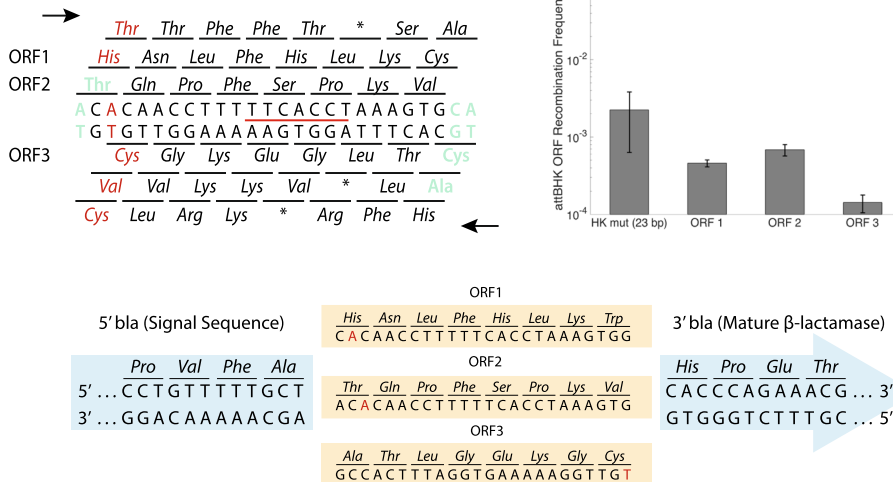 Thr Thr Phe Phe Thr * Ser Ala
ORF1 His Asn Leu Phe His Leu Lys Cys
ORF2 Thr Gln Pro Phe Ser Pro Lys Val
A C A C A A C C T T T T T C A C C T A A A G T G C A
T G T G T T G G A A A A A G T G G A T T T C A C G T
ORF3 Cys Gly Lys Glu Gly Leu Thr Cys
Val Val Lys Lys Val * Leu Ala
Cys Leu Arg Lys * Arg Phe His
attBHK ORF Recombination Frequen
10-2
10-3
10-4
HK mut (23 bp) ORF 1 ORF 2 ORF 3
5′ bla (Signal Sequence)
Pro Val Phe Ala
5′ ... C C T G T T T T T G C T
3′ ... G G A C A A A A A C G A
ORF1
His Asn Leu Phe His Leu Lys Trp
C A C A A C C T T T T T C A C C T A A A G T G G
ORF2
Thr Gln Pro Phe Ser Pro Lys Val
A C A C A A C C T T T T T C A C C T A A A G T G
ORF3
Ala Thr Leu Gly Glu Lys Gly Cys
G C C A C T T T A G G T G A A A A A G G T T G T
3′ bla (Mature β-lactamase)
His Pro Glu Thr
C A C C C A G A A A C G ... 3′
G T G G G T C T T T G C ... 5′